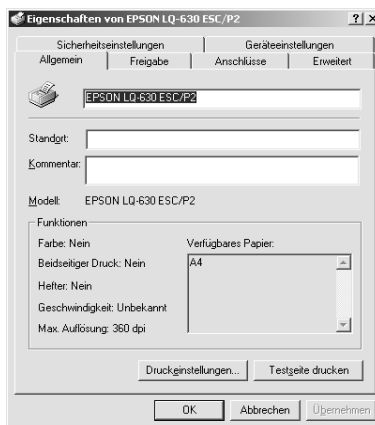 Eigenschaften von EPSON LQ-630 ESC/P2
Sicherheitseinstellungen Geräteeinstellungen
Allgemein Freigabe Anschlüsse Erweitert
EPSON LQ-630 ESC/P2
Standort:
Kommentar:
Modell: EPSON LQ-630 ESC/P2
Funktionen
Farbe: Nein Verfügbares Papier:
Beidseitiger Druck: Nein A4
Hefter: Nein
Geschwindigkeit: Unbekannt
Max. Auflösung: 360 dpi
Druckeinstellungen... Testseite drucken
OK Abbrechen Übernehmen